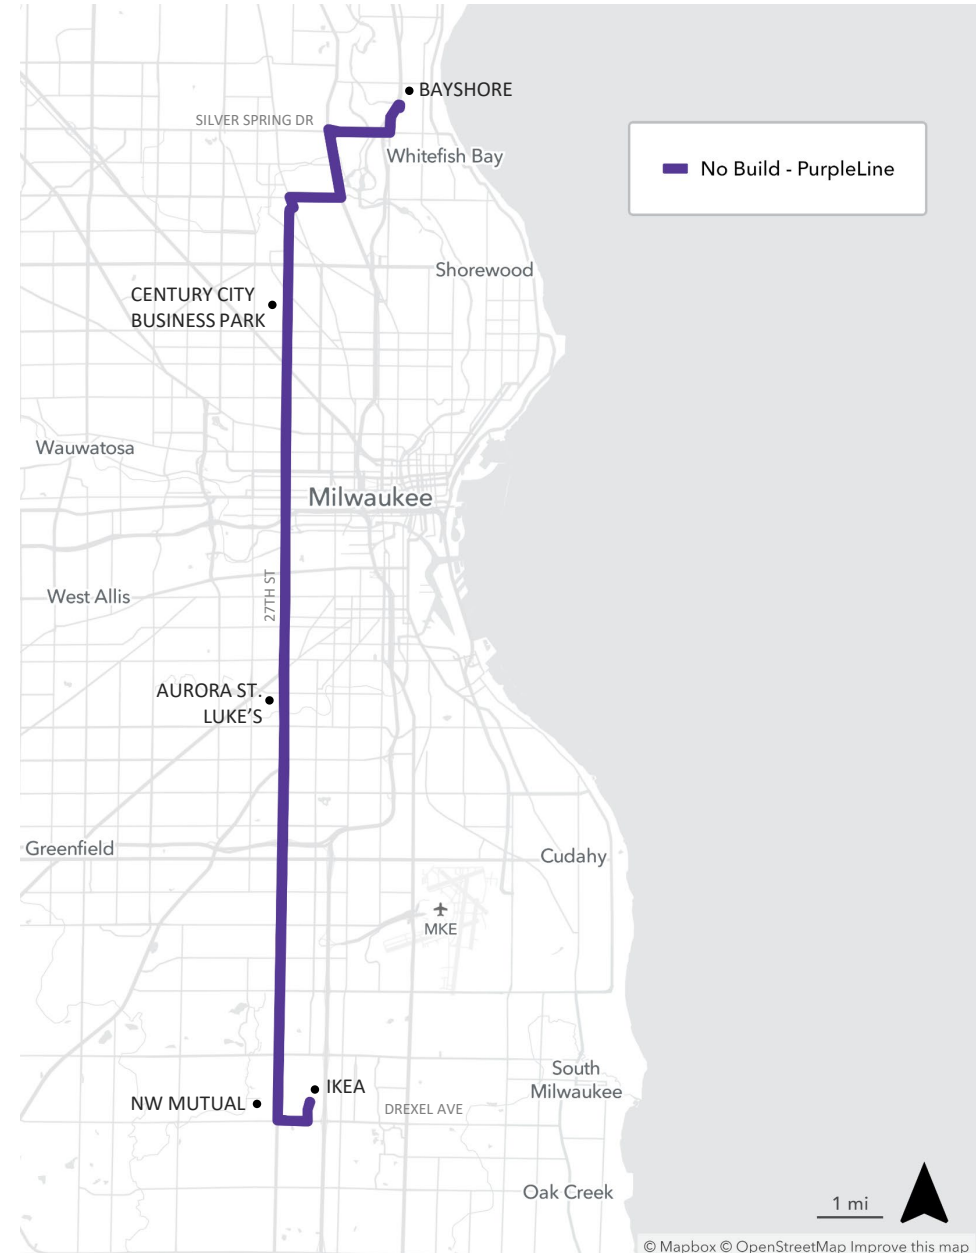 BAYSHORE
SILVER SPRING DR
Whitefish Bay
No Build - PurpleLine
Shorewood
CENTURY CITY
BUSINESS PARK
Wauwatosa
Milwaukee
27TH ST
West Allis
AURORA ST.
LUKE’S
Greenfield
Cudahy
MKE
South
Milwaukee
IKEA
NW MUTUAL
DREXEL AVE
Oak Creek
1 mi
© Mapbox © OpenStreetMap Improve this map